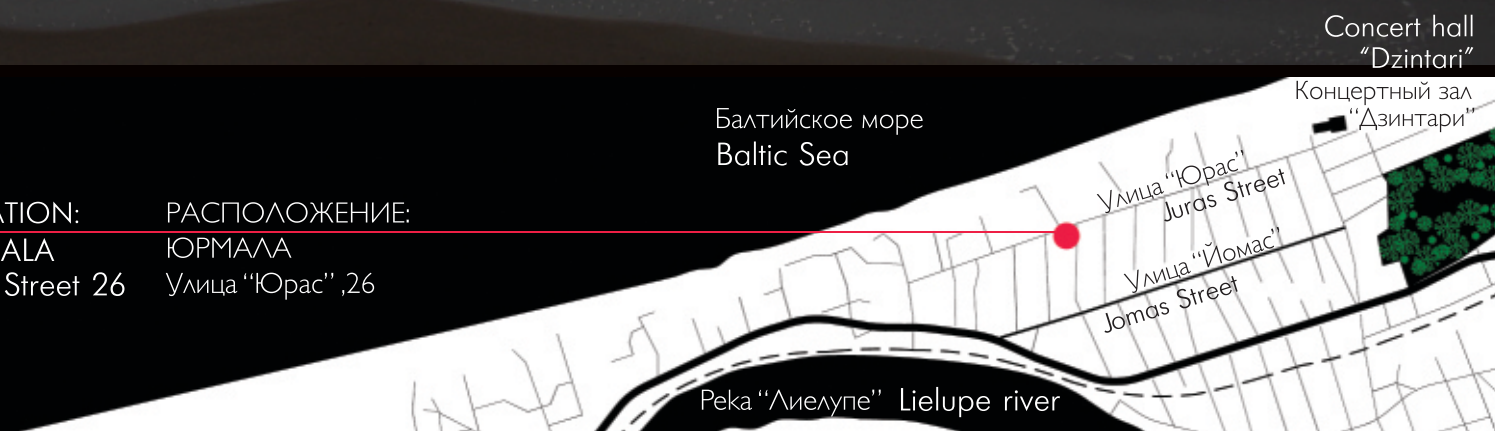 Concert hall
“Dzintari”
Концертный зал
“Дзинтари”
Балтийское море
Baltic Sea
ATION:
ALA
Street 26
РАСПОЛОЖЕНИЕ:
ЮРМАЛА
Улица “Юрас” ,26
Улица “Юрас”
Juras Street
Улица “Йомас”
Jomas Street
Река “Лиелупе” Lielupe river